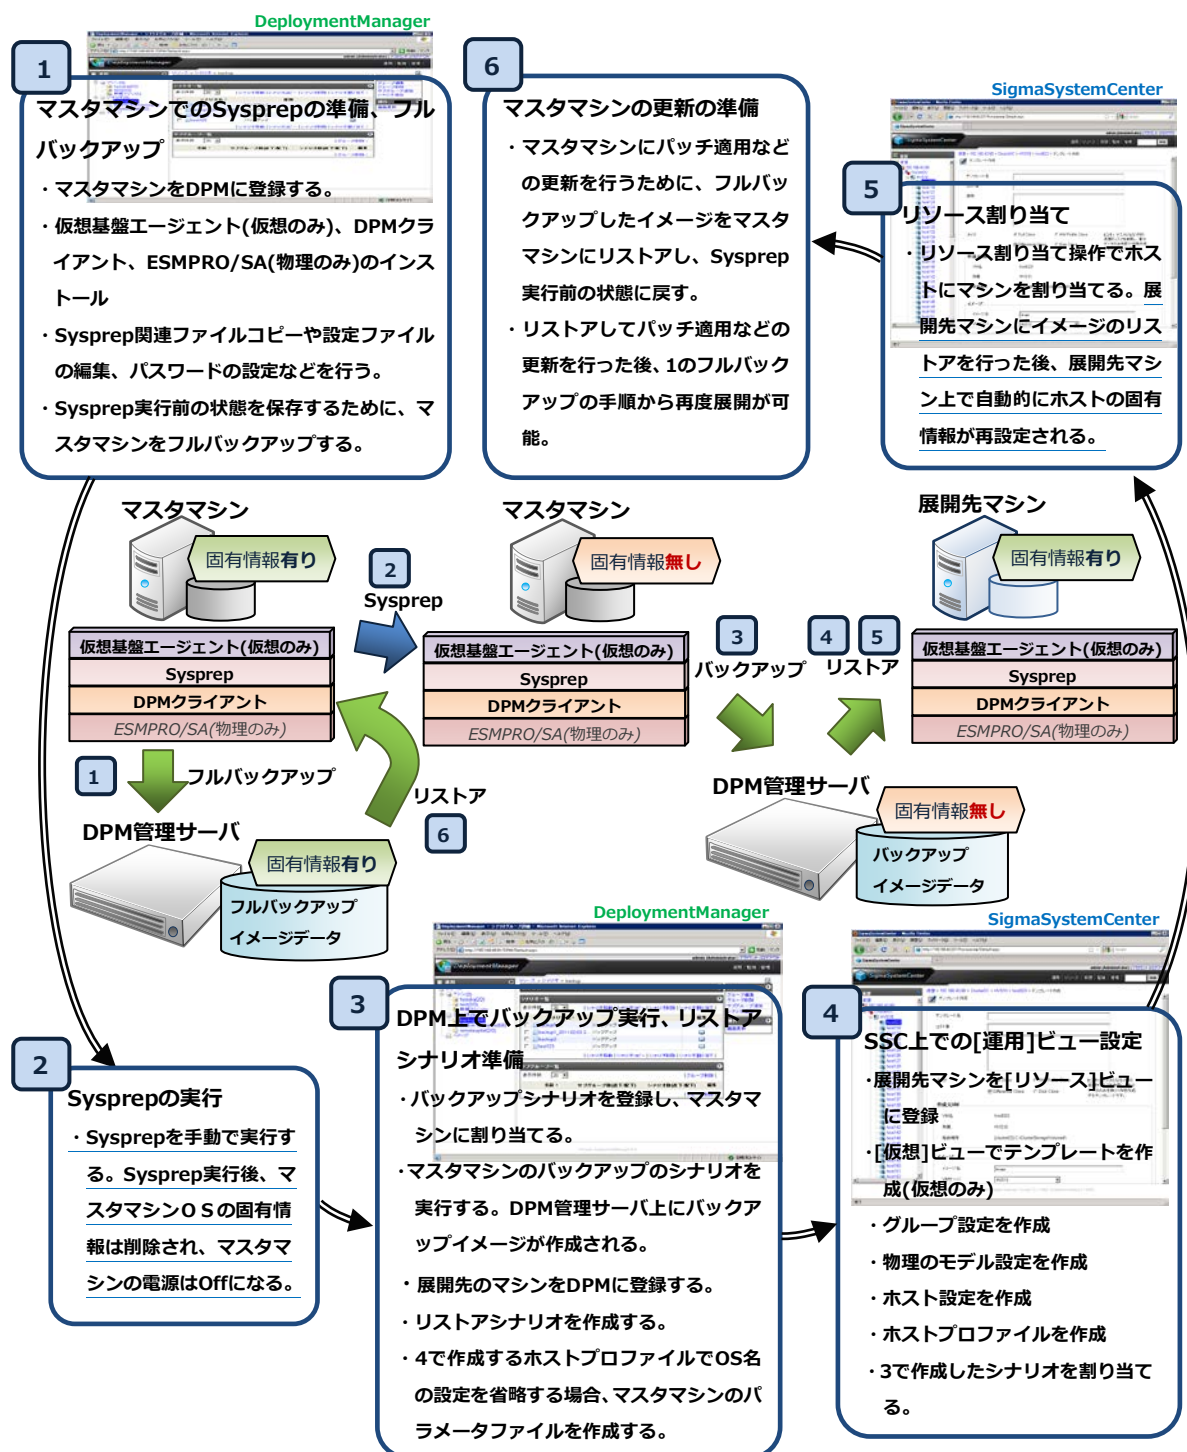 DeploymentManager
1
マスタマシンでのSysprepの準備、フル
バックアップ
・マスタマシンをDPMに登録する。
・仮想基盤エージェント(仮想のみ)、DPMクラ
イアント、ESMPRO/SA(物理のみ)のインス
トール
・Sysprep関連ファイルコピーや設定ファイル
の編集、パスワードの設定などを行う。
・Sysprep実行前の状態を保存するために、マ
スタマシンをフルバックアップする。
6
マスタマシンの更新の準備
・マスタマシンにパッチ適用など
の更新を行うために、フルバッ
クアップしたイメージをマスタ
マシンにリストアし、Sysprep
実行前の状態に戻す。
・リストアしてパッチ適用などの
更新を行った後、1のフルバック
アップの手順から再度展開が可
能。
SigmaSystemCenter
5
リソース割り当て
・リソース割り当て操作でホス
トにマシンを割り当てる。展
開先マシンにイメージのリス
トアを行った後、展開先マシ
ン上で自動的にホストの固有
情報が再設定される。
マスタマシン
固有情報有り
仮想基盤エージェント(仮想のみ)
Sysprep
DPMクライアント
ESMPRO/SA(物理のみ)
2
Sysprep
マスタマシン
固有情報無し
仮想基盤エージェント(仮想のみ)
Sysprep
DPMクライアント
ESMPRO/SA(物理のみ)
3
バックアップ
4
5
リストア
展開先マシン
固有情報有り
仮想基盤エージェント(仮想のみ)
Sysprep
DPMクライアント
ESMPRO/SA(物理のみ)
1
フルバックアップ
リストア
6
DPM管理サーバ
固有情報有り
フルバックアップ
イメージデータ
DPM管理サーバ
固有情報無し
バックアップ
イメージデータ
2
Sysprepの実行
・Sysprepを手動で実行す
る。Sysprep実行後、マ
スタマシンＯＳの固有情
報は削除され、マスタマ
シンの電源はOffになる。
DeploymentManager
3
DPM上でバックアップ実行、リストア
シナリオ準備
・バックアップシナリオを登録し、マスタマ
シンに割り当てる。
・マスタマシンのバックアップのシナリオを
実行する。DPM管理サーバ上にバックア
ップイメージが作成される。
・展開先のマシンをDPMに登録する。
・リストアシナリオを作成する。
・4で作成するホストプロファイルでOS名
の設定を省略する場合、マスタマシンのパ
ラメータファイルを作成する。
SigmaSystemCenter
4
SSC上での[運用]ビュー設定
・展開先マシンを[リソース]ビュー
に登録
・[仮想]ビューでテンプレートを作
成(仮想のみ)
・グループ設定を作成
・物理のモデル設定を作成
・ホスト設定を作成
・ホストプロファイルを作成
・3で作成したシナリオを割り当て
る。